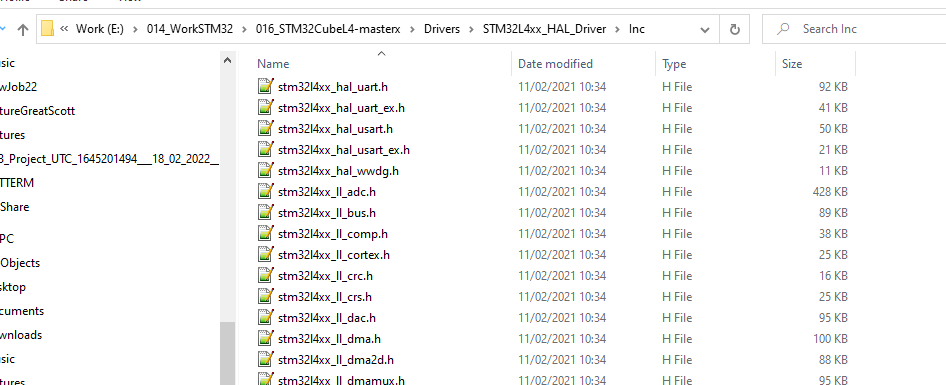 Work (E:) > 014_WorkSTM32 > 016_STM32CubeL4-masterx > Drivers > STM32L4xx_HAL_Driver > Inc
Search Inc
Name Date modified Type Size
stm32l4xx_hal_uart.h 11/02/2021 10:34 H File 92 KB
stm32l4xx_hal_uart_ex.h 11/02/2021 10:34 H File 41 KB
stm32l4xx_hal_usart.h 11/02/2021 10:34 H File 50 KB
stm32l4xx_hal_usart_ex.h 11/02/2021 10:34 H File 21 KB
stm32l4xx_hal_wwdg.h 11/02/2021 10:34 H File 11 KB
stm32l4xx_ll_adc.h 11/02/2021 10:34 H File 428 KB
stm32l4xx_ll_bus.h 11/02/2021 10:34 H File 89 KB
stm32l4xx_ll_comp.h 11/02/2021 10:34 H File 38 KB
stm32l4xx_ll_cortex.h 11/02/2021 10:34 H File 25 KB
stm32l4xx_ll_crc.h 11/02/2021 10:34 H File 16 KB
stm32l4xx_ll_crs.h 11/02/2021 10:34 H File 25 KB
stm32l4xx_ll_dac.h 11/02/2021 10:34 H File 95 KB
stm32l4xx_ll_dma.h 11/02/2021 10:34 H File 100 KB
stm32l4xx_ll_dma2d.h 11/02/2021 10:34 H File 88 KB
stm32l4xx_ll_dmamux.h 11/02/2021 10:34 H File 95 KB
usic
wJob22
tureGreatScott
tures
3_Project_UTC_1645201494___18_02_2022__
TTERM
Share
PC
Objects
sktop
cuments
wnloads
usic
tures